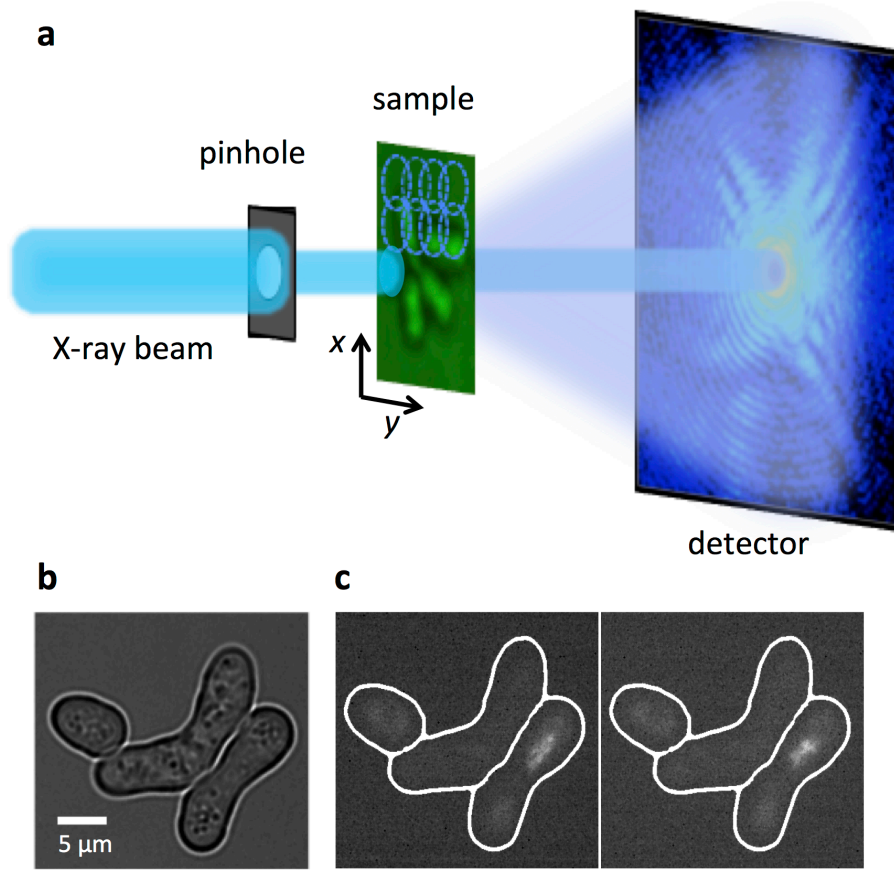 a
sample
pinhole
X-ray beam
x
y
detector
b
c
5 μm